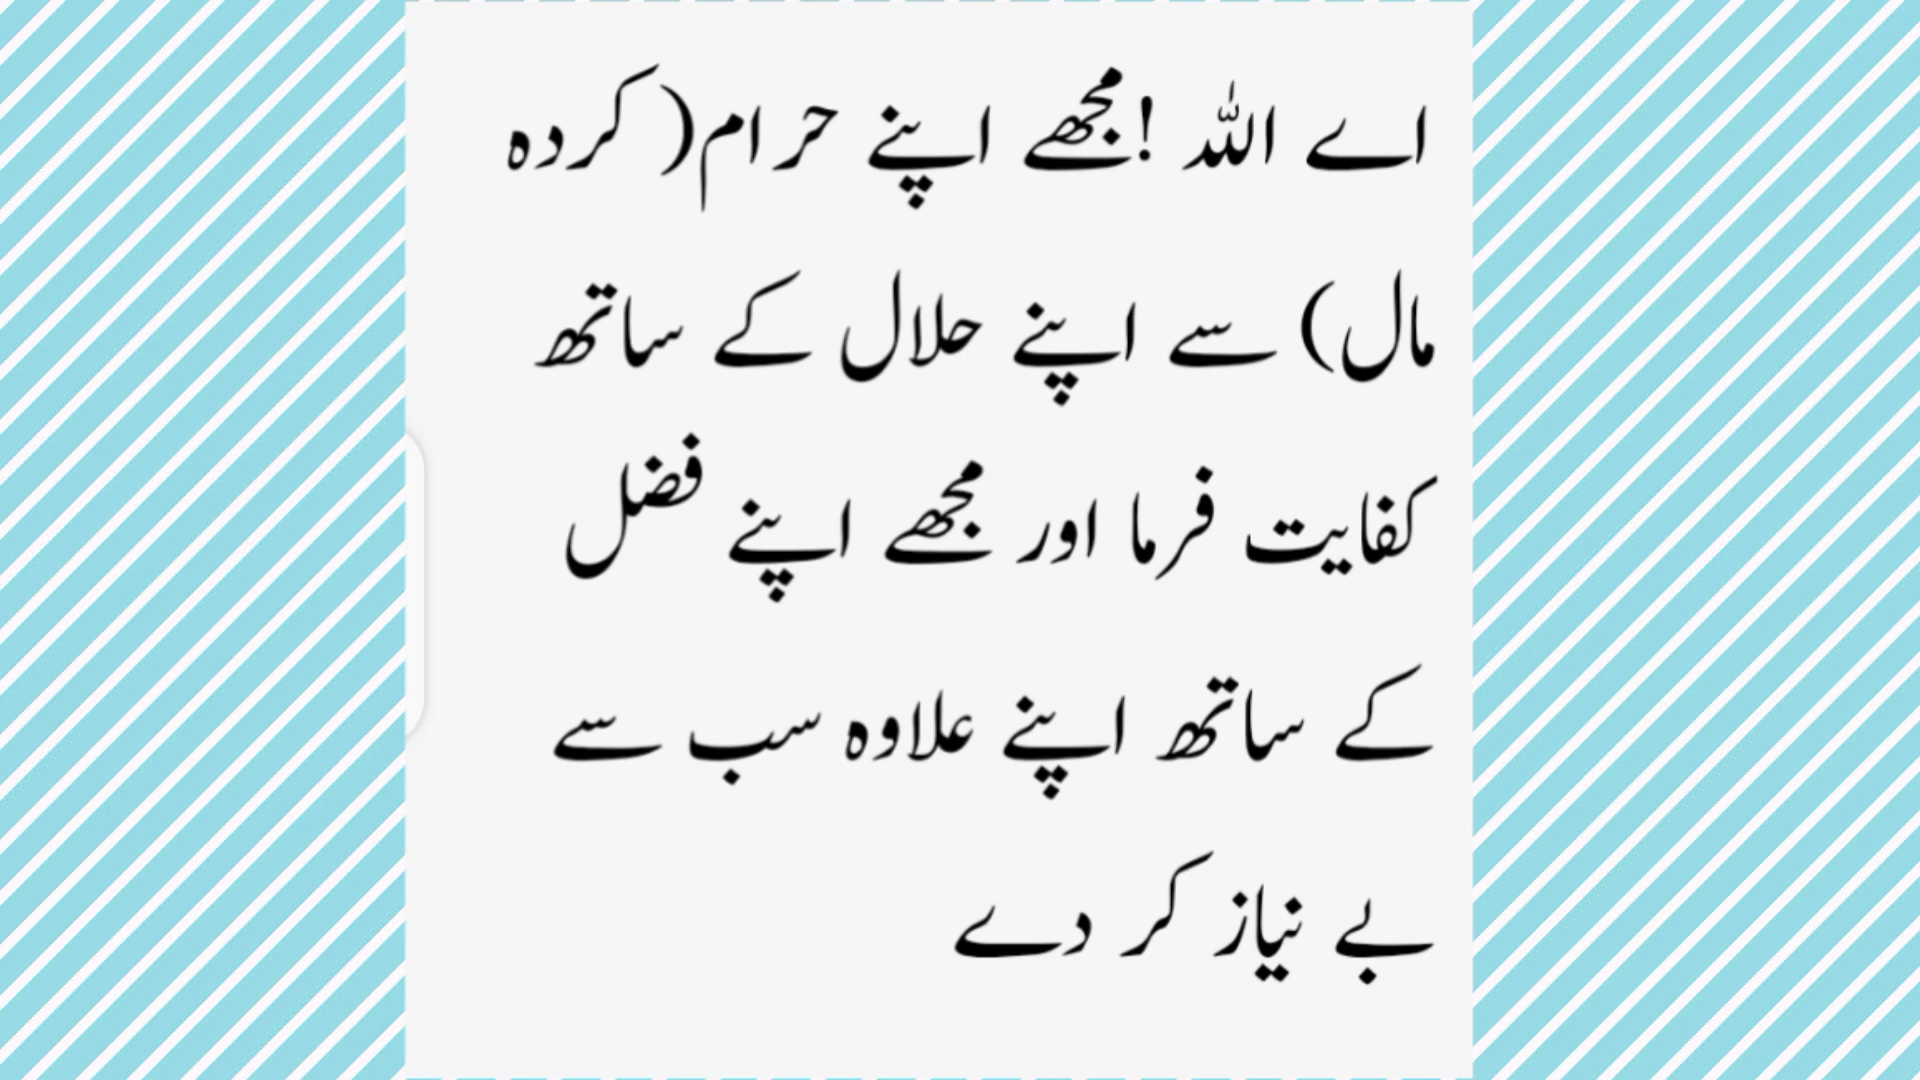 اے اللہ !مجھے اپنے حرام(کردہ
مال) سے اپنے حلال کے ساتھ
کفایت فرما اور مجھے اپنے فضل
کے ساتھ اپنے علاوہ سب سے
بے نیاز کر دے